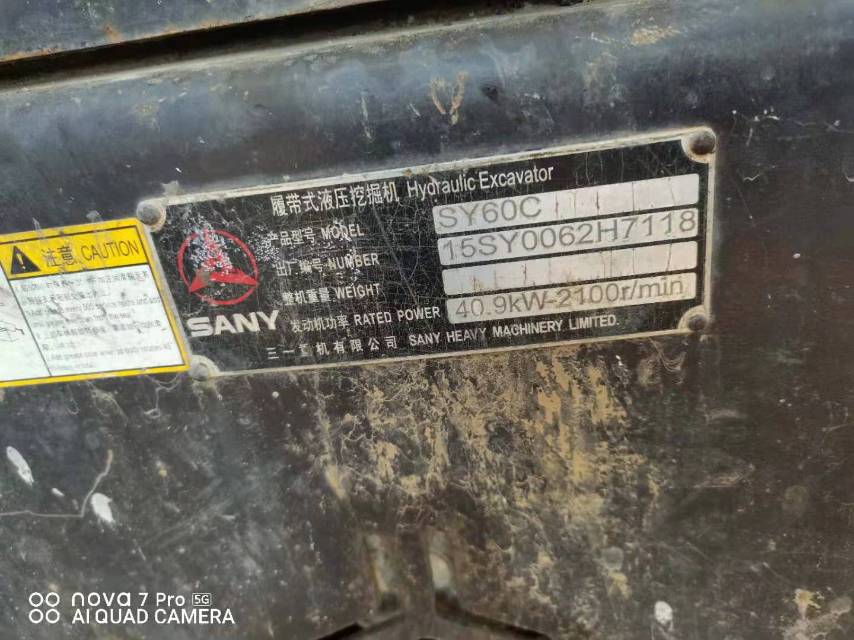 履带式液压挖掘机 Hydraulic Excavator
产品型号 MODEL SY60C
出厂编号 NUMBER 15SY0062H7118
整机重量 WEIGHT
发动机功率 RATED POWER 40.9kW-2100r/min
SANY
三一重机有限公司 SANY HEAVY MACHINERY LIMITED.
注意 CAUTION
nova 7 Pro 5G
AI QUAD CAMERA